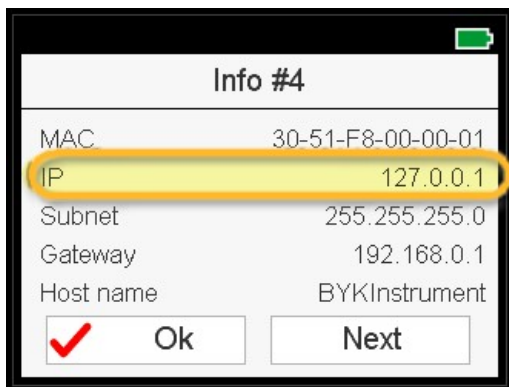 Info #4
MAC 30-51-F8-00-00-01
IP 127.0.0.1
Subnet 255.255.255.0
Gateway 192.168.0.1
Host name BYKInstrument
Ok Next